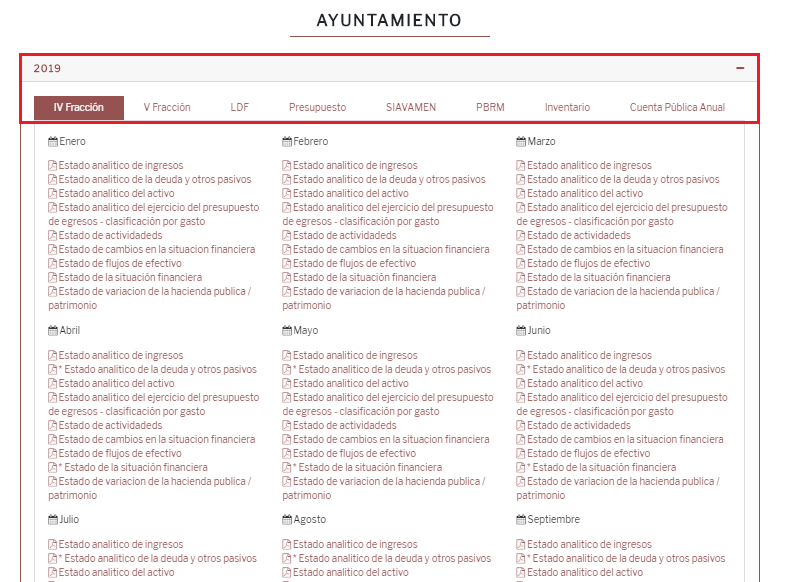 AYUNTAMIENTO
2019
IV Fracción V Fracción LDF Presupuesto SIAVAMEN PBRM Inventario Cuenta Pública Anual
Enero
Estado analitico de ingresos
Estado analitico de la deuda y otros pasivos
Estado analitico del activo
Estado analitico del ejercicio del presupuesto
de egresos - clasificación por gasto
Estado de actividadeds
Estado de cambios en la situacion financiera
Estado de flujos de efectivo
Estado de la situación financiera
Estado de variacion de la hacienda publica /
patrimonio
Febrero
Estado analitico de ingresos
Estado analitico de la deuda y otros pasivos
Estado analitico del activo
Estado analitico del ejercicio del presupuesto
de egresos - clasificación por gasto
Estado de actividadeds
Estado de cambios en la situacion financiera
Estado de flujos de efectivo
Estado de la situación financiera
Estado de variacion de la hacienda publica /
patrimonio
Marzo
Estado analitico de ingresos
Estado analitico de la deuda y otros pasivos
Estado analitico del activo
Estado analitico del ejercicio del presupuesto
de egresos - clasificación por gasto
Estado de actividadeds
Estado de cambios en la situacion financiera
Estado de flujos de efectivo
Estado de la situación financiera
Estado de variacion de la hacienda publica /
patrimonio
Abril
Estado analitico de ingresos
* Estado analitico de la deuda y otros pasivos
Estado analitico del activo
Estado analitico del ejercicio del presupuesto
de egresos - clasificación por gasto
Estado de actividadeds
Estado de cambios en la situacion financiera
Estado de flujos de efectivo
* Estado de la situación financiera
Estado de variacion de la hacienda publica /
patrimonio
Mayo
Estado analitico de ingresos
* Estado analitico de la deuda y otros pasivos
Estado analitico del activo
Estado analitico del ejercicio del presupuesto
de egresos - clasificación por gasto
Estado de actividadeds
Estado de cambios en la situacion financiera
Estado de flujos de efectivo
* Estado de la situación financiera
Estado de variacion de la hacienda publica /
patrimonio
Junio
Estado analitico de ingresos
* Estado analitico de la deuda y otros pasivos
Estado analitico del activo
Estado analitico del ejercicio del presupuesto
de egresos - clasificación por gasto
Estado de actividadeds
Estado de cambios en la situacion financiera
Estado de flujos de efectivo
* Estado de la situación financiera
Estado de variacion de la hacienda publica /
patrimonio
Julio
Estado analitico de ingresos
* Estado analitico de la deuda y otros pasivos
Estado analitico del activo
Agosto
Estado analitico de ingresos
* Estado analitico de la deuda y otros pasivos
Estado analitico del activo
Septiembre
Estado analitico de ingresos
* Estado analitico de la deuda y otros pasivos
Estado analitico del activo